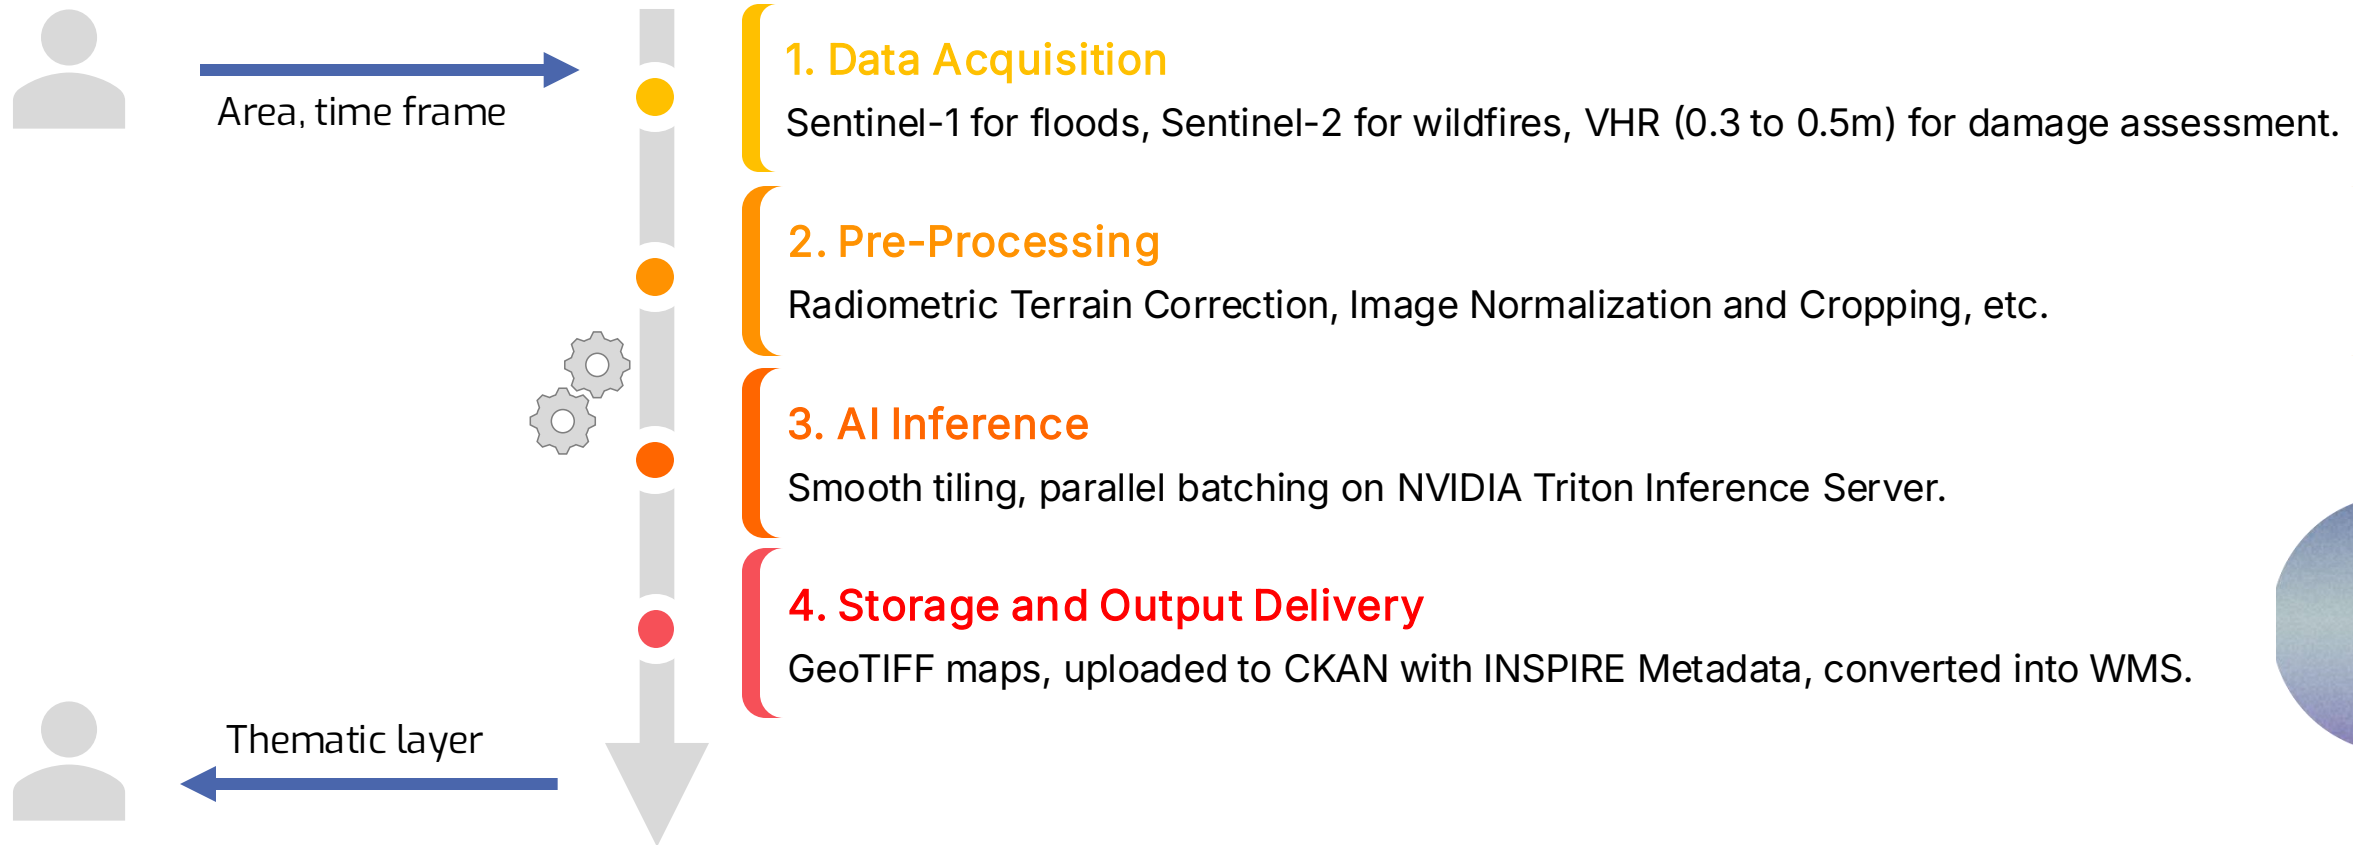 Area, time frame
1. Data Acquisition
Sentinel-1 for floods, Sentinel-2 for wildfires, VHR (0.3 to 0.5m) for damage assessment.
2. Pre-Processing
Radiometric Terrain Correction, Image Normalization and Cropping, etc.
3. AI Inference
Smooth tiling, parallel batching on NVIDIA Triton Inference Server.
4. Storage and Output Delivery
GeoTIFF maps, uploaded to CKAN with INSPIRE Metadata, converted into WMS.
Thematic layer